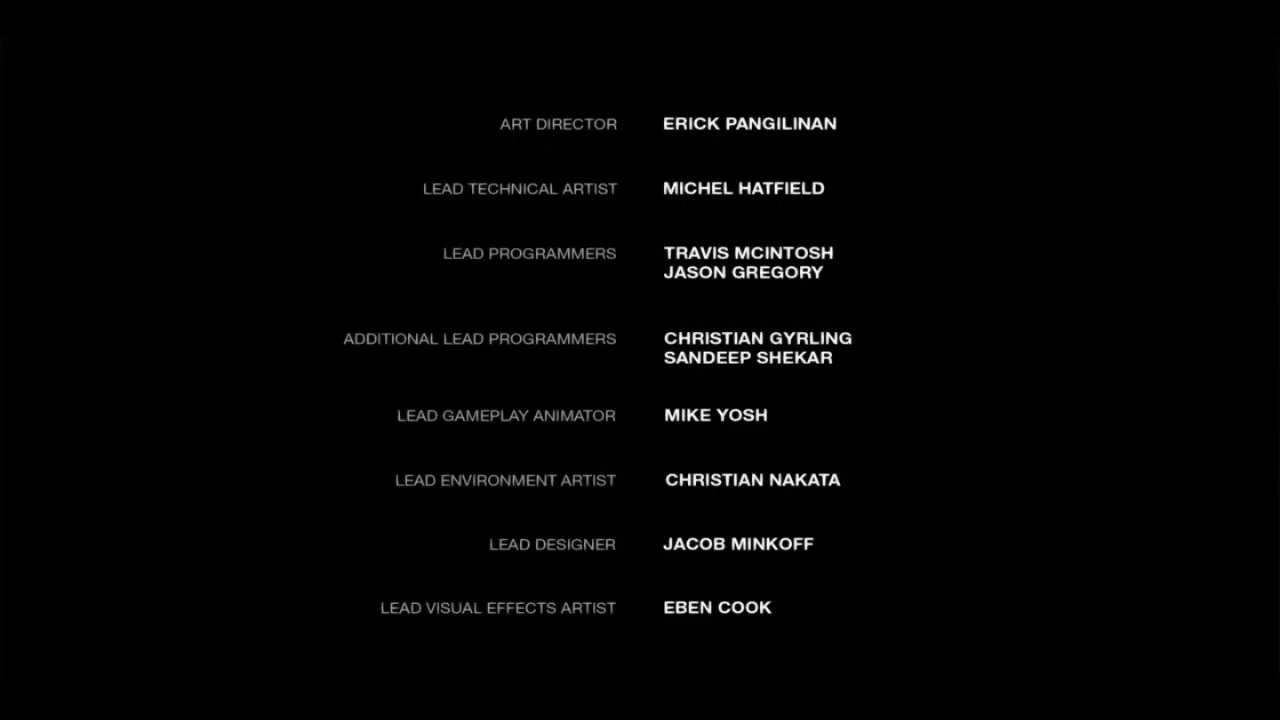 ART DIRECTOR ERICK PANGILINAN
LEAD TECHNICAL ARTIST MICHEL HATFIELD
LEAD PROGRAMMERS TRAVIS MCINTOSH
JASON GREGORY
ADDITIONAL LEAD PROGRAMMERS CHRISTIAN GYRLING
SANDEEP SHEKAR
LEAD GAMEPLAY ANIMATOR MIKE YOSH
LEAD ENVIRONMENT ARTIST CHRISTIAN NAKATA
LEAD DESIGNER JACOB MINKOFF
LEAD VISUAL EFFECTS ARTIST EBEN COOK